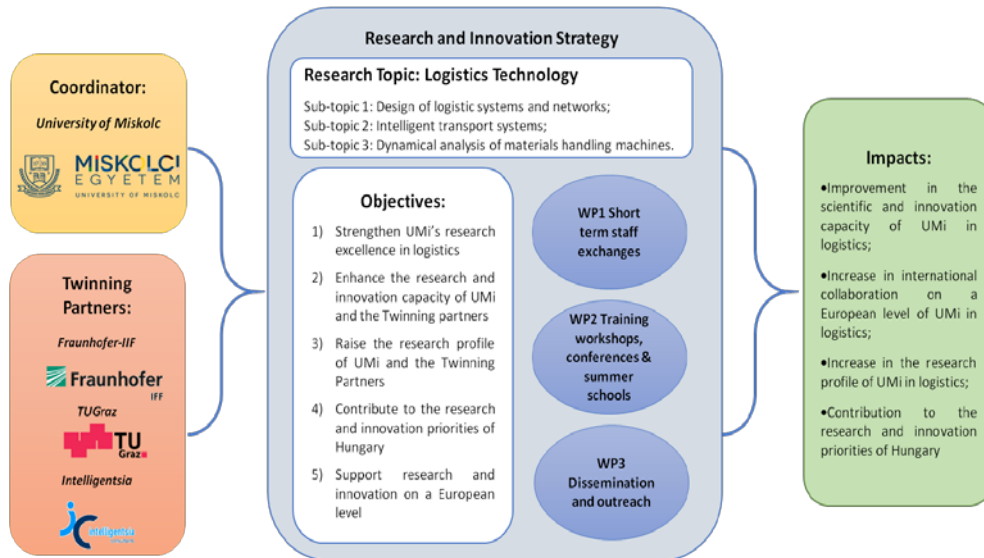 Coordinator:
University of Miskolc
MISKOLCI
EGYETEM
UNIVERSITY OF MISKOLC
Twinning
Partners:
Fraunhofer-IIF
Fraunhofer
IFF
TUGraz
TU
Graz
Intelligentsia
intelligentsia
Research and Innovation Strategy
Research Topic: Logistics Technology
Sub-topic 1: Design of logistic systems and networks;
Sub-topic 2: Intelligent transport systems;
Sub-topic 3: Dynamical analysis of materials handling machines.
Objectives:
1) Strengthen UMi's research
excellence in logistics
2) Enhance the research and
innovation capacity of UMi
and the Twinning partners
3) Raise the research profile
of UMi and the Twinning
Partners
4) Contribute to the research
and innovation priorities of
Hungary
5) Support research and
innovation on a European
level
WP1 Short
term staff
exchanges
WP2 Training
workshops,
conferences &
summer
schools
WP3
Dissemination
and outreach
Impacts:
•Improvement in the
scientific and innovation
capacity of UMi in
logistics;
•Increase in international
collaboration on a
European level of UMi in
logistics;
•Increase in the research
profile of UMi in logistics;
•Contribution to the
research and innovation
priorities of Hungary